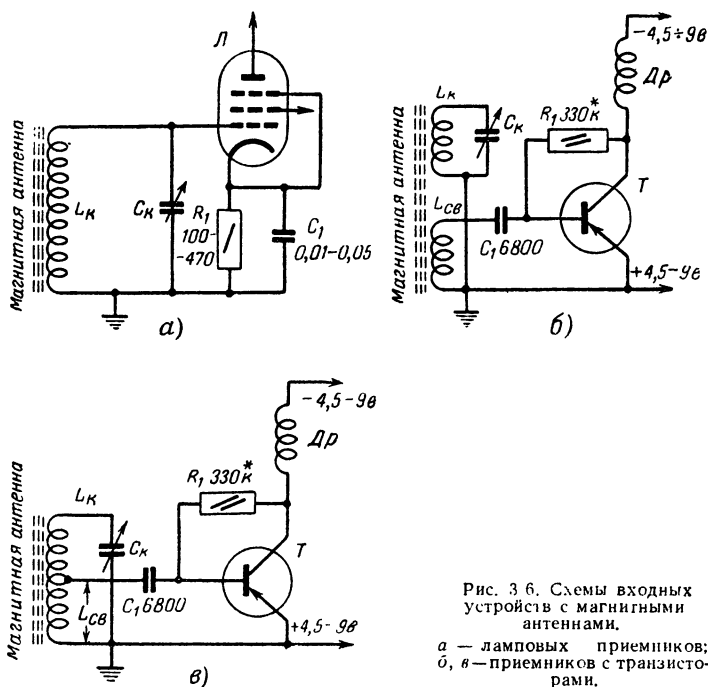 Л
Магнитная антенна
Lк
Cк
R₁
100-
-470
C₁
0,01–0,05
а)
−4,5÷9в
Др
R₁ 330к*
Lк
Cк
Т
Lсв
C₁ 6800
Магнитная антенна
+4,5–9в
б)
−4,5–9в
Др
R₁ 330к*
Магнитная антенна
Lк
Cк
Т
C₁ 6800
Lсв
+4,5–9в
в)
Рис. 3 6. Схемы входных
устройств с магнитными
антеннами.
а — ламповых приемников;
б, в—приемников с транзисто-
рами.